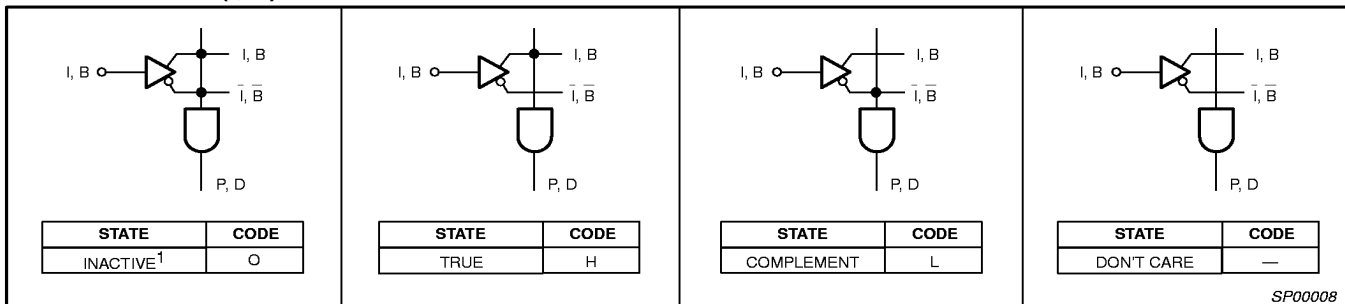 I, B
I, B
I̅, B̅
P, D
STATE CODE
INACTIVE1 O
I, B
I, B
I̅, B̅
P, D
STATE CODE
TRUE H
I, B
I, B
I̅, B̅
P, D
STATE CODE
COMPLEMENT L
I, B
I, B
I̅, B̅
P, D
STATE CODE
DON'T CARE —
SP00008